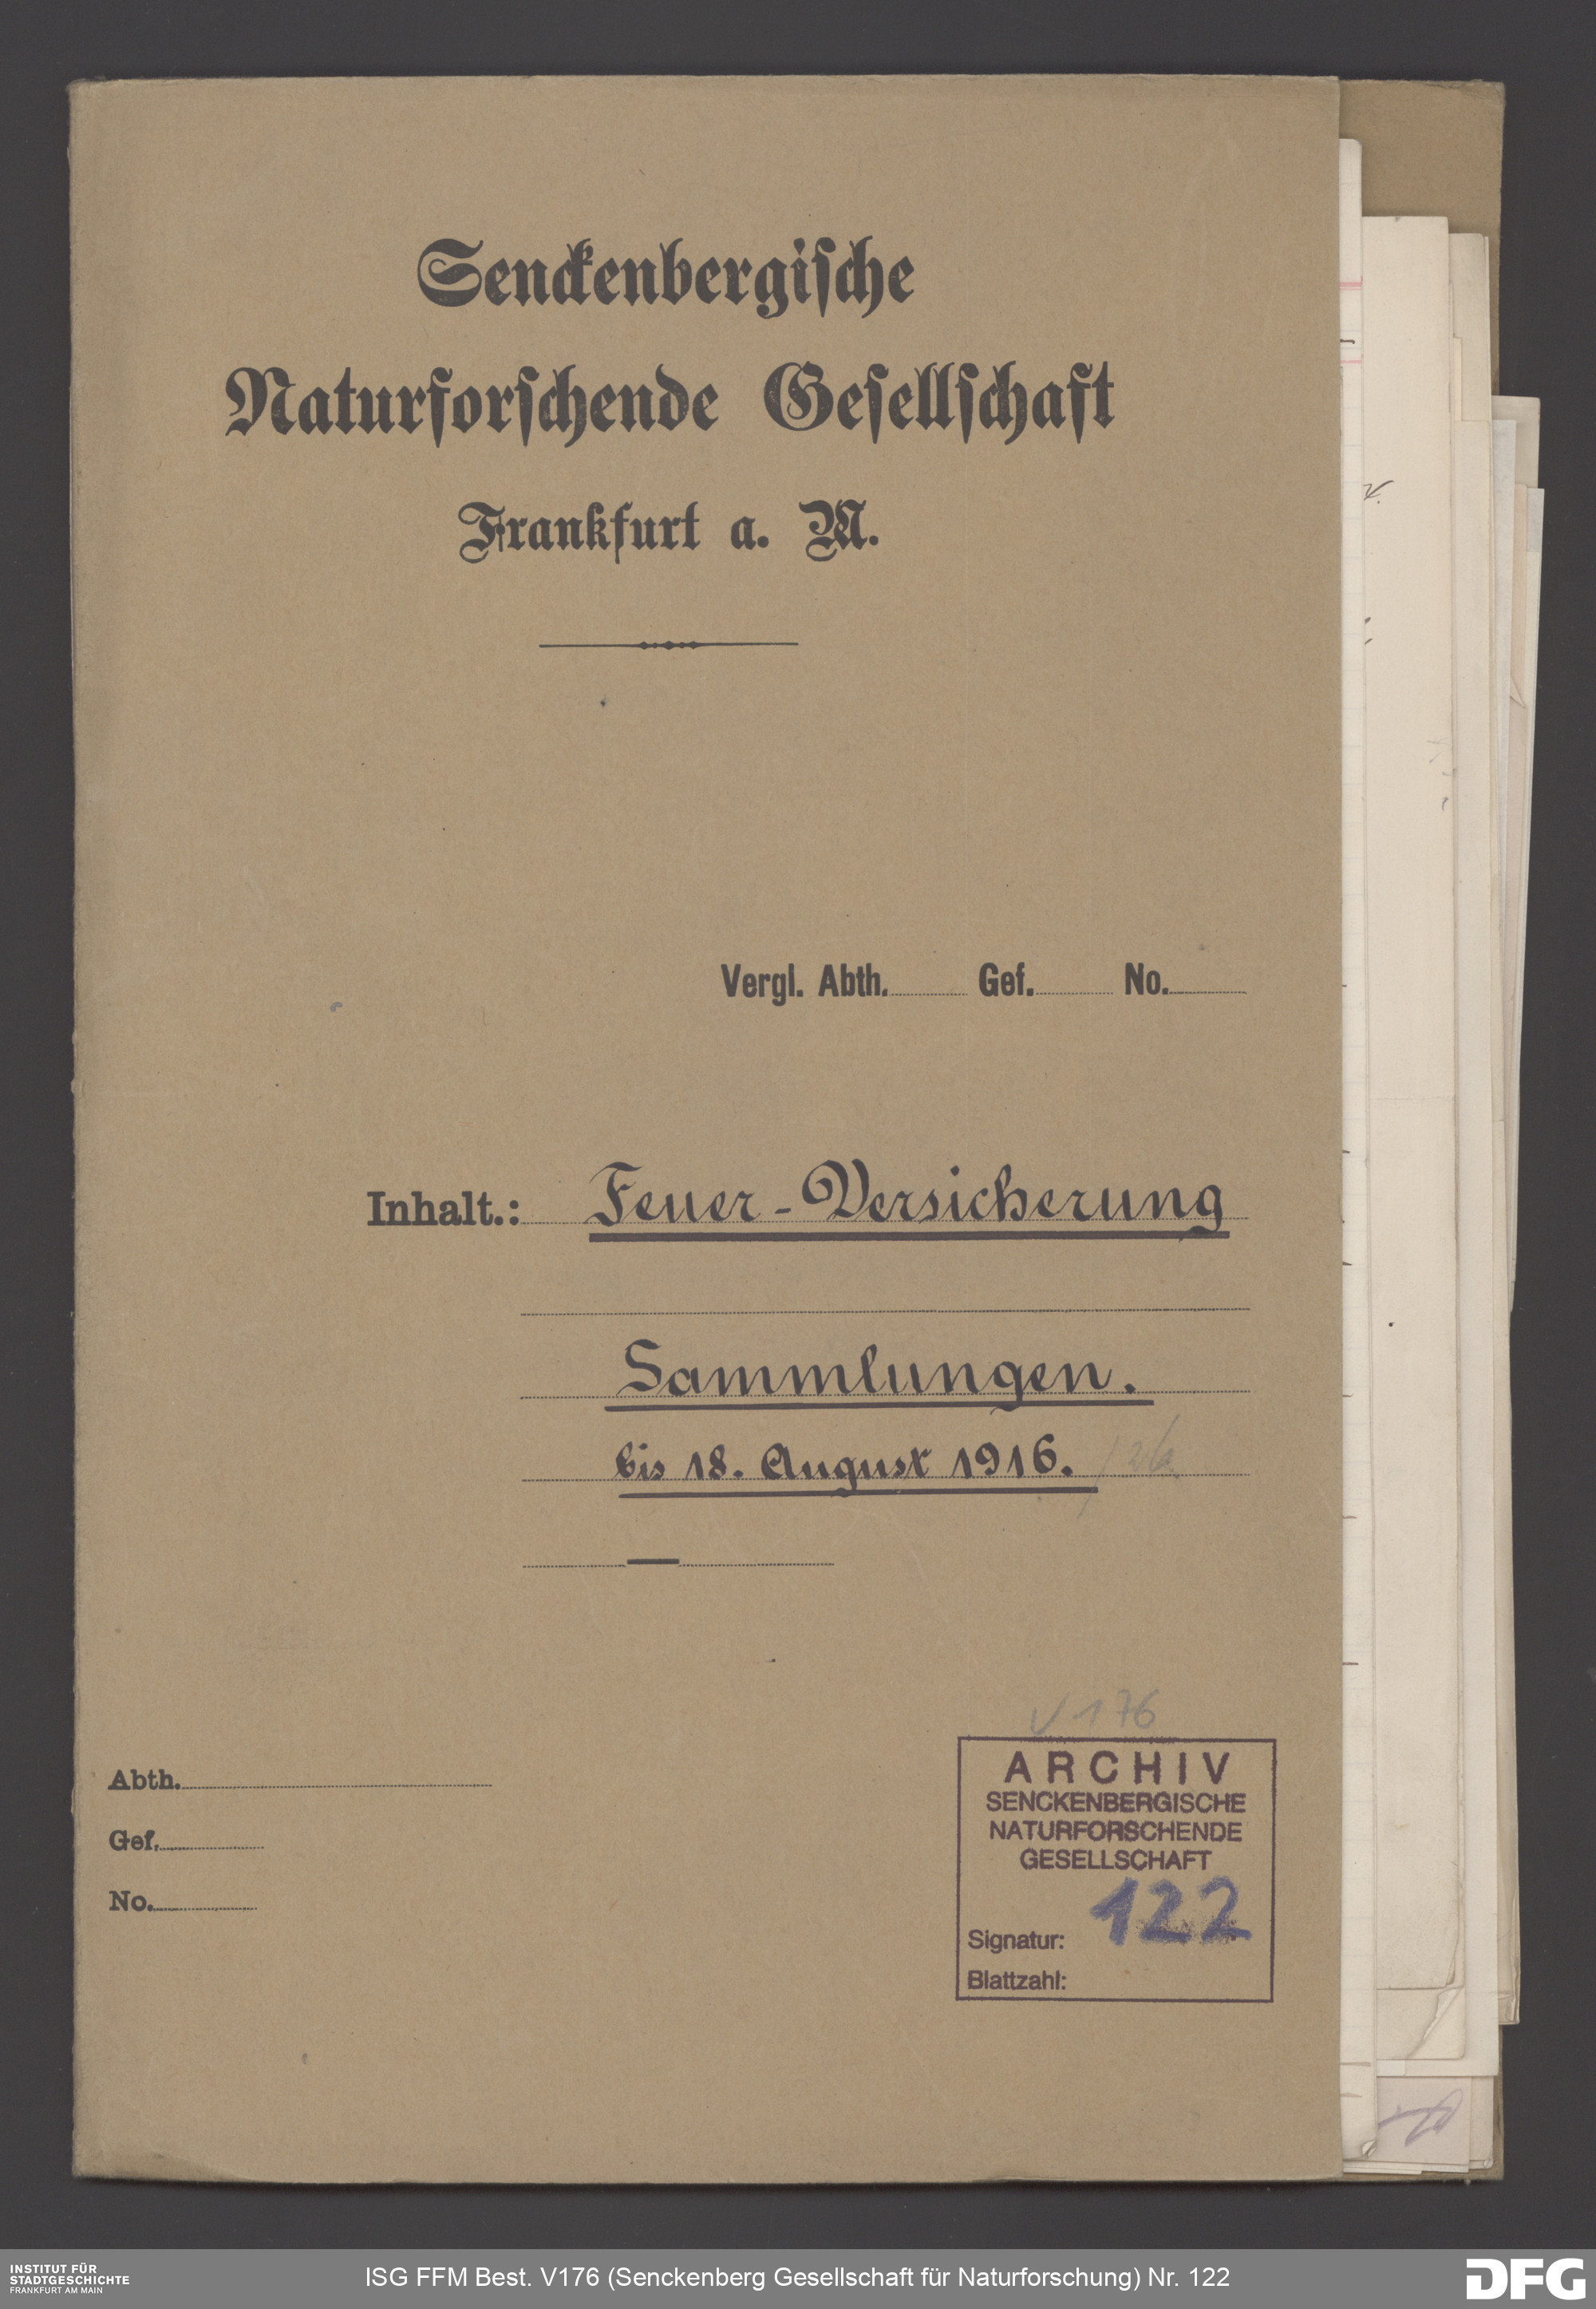 Senckenbergische
Naturforschende Gesellschaft
Frankfurt a. M.
Vergl. Abth. Gef. No.
Inhalt.: Feuer-Versicherung
Sammlungen.
bis 18. August 1916.
V 176
Abth.
Gef.
No.
ARCHIV
SENCKENBERGISCHE
NATURFORSCHENDE
GESELLSCHAFT
122
Signatur:
Blattzahl:
INSTITUT FÜR
STADTGESCHICHTE
FRANKFURT AM MAIN
ISG FFM Best. V176 (Senckenberg Gesellschaft für Naturforschung) Nr. 122
DFG